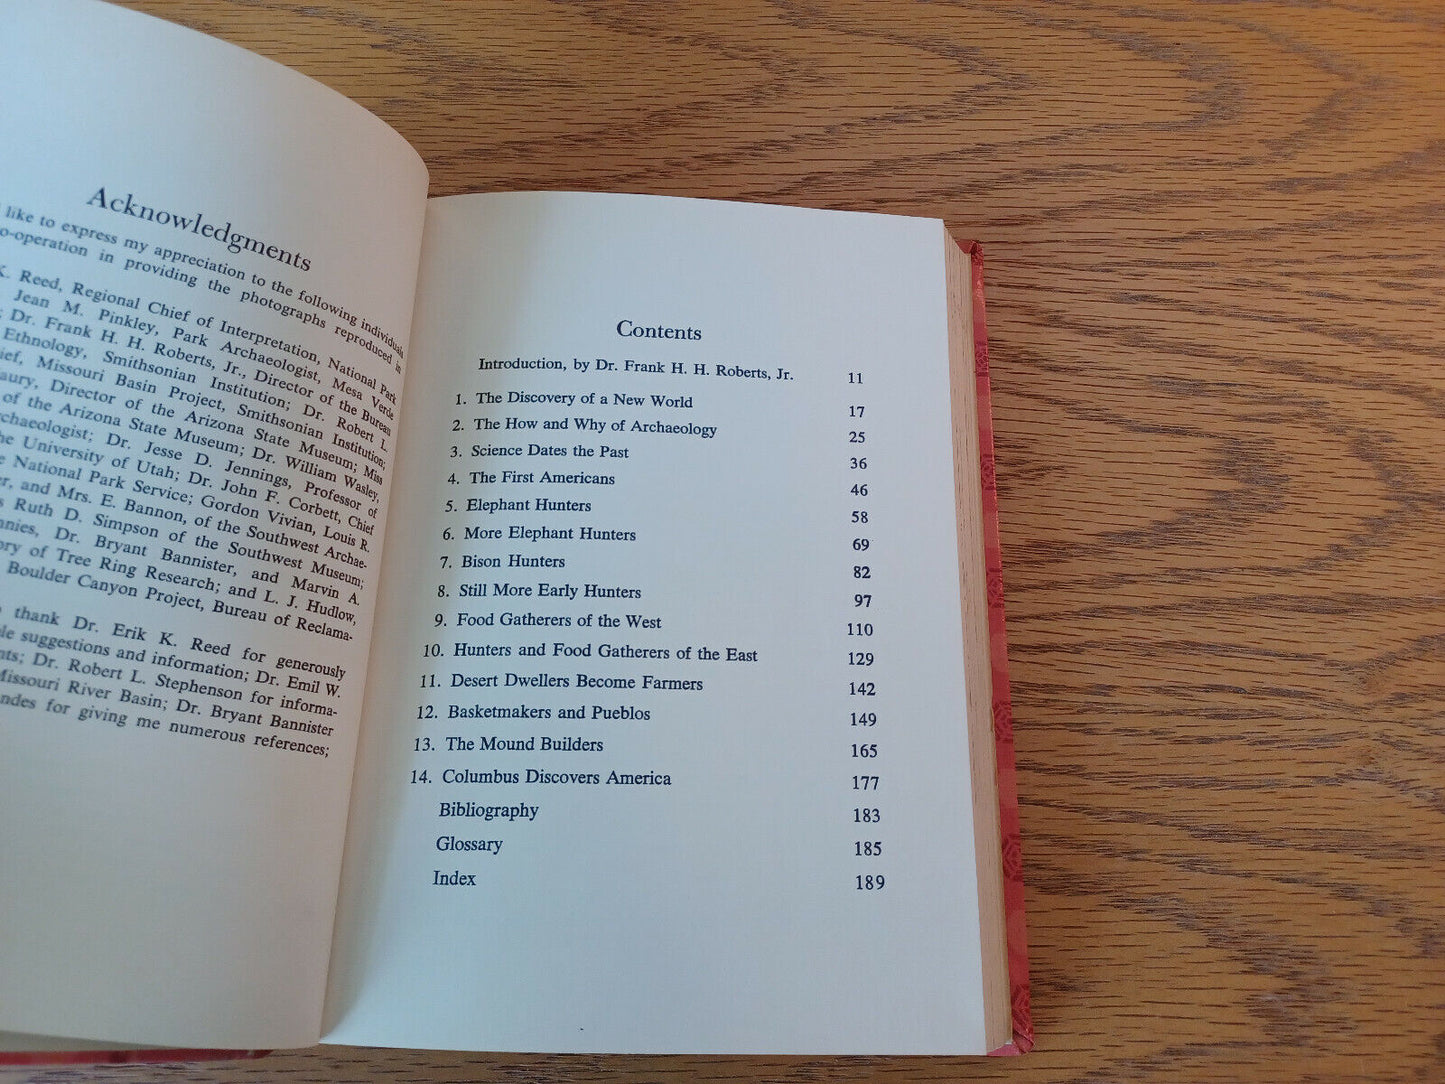 Acknowledgments
like to express my appreciation to the following individuals
o-operation in providing the photographs reproduced in
K. Reed, Regional Chief of Interpretation, National Park
Jean M. Pinkley, Park Archaeologist, Mesa Verde
; Dr. Frank H. H. Roberts, Jr., Director of the Bureau
Ethnology, Smithsonian Institution; Dr. Robert L.
ief, Missouri Basin Project, Smithsonian Institution;
aury, Director of the Arizona State Museum; Miss
of the Arizona State Museum; Dr. William Wasley,
rchaeologist; Dr. Jesse D. Jennings, Professor of
he University of Utah; Dr. John F. Corbett, Chief
e National Park Service; Gordon Vivian, Louis R.
er, and Mrs. E. Bannon, of the Southwest Archae-
s Ruth D. Simpson of the Southwest Museum;
nnies, Dr. Bryant Bannister, and Marvin A.
ory of Tree Ring Research; and L. J. Hudlow,
Boulder Canyon Project, Bureau of Reclama-
thank Dr. Erik K. Reed for generously
le suggestions and information; Dr. Emil W.
nts; Dr. Robert L. Stephenson for informa-
Missouri River Basin; Dr. Bryant Bannister
ndes for giving me numerous references;
Contents
Introduction, by Dr. Frank H. H. Roberts, Jr. 11
1. The Discovery of a New World 17
2. The How and Why of Archaeology 25
3. Science Dates the Past 36
4. The First Americans 46
5. Elephant Hunters 58
6. More Elephant Hunters 69
7. Bison Hunters 82
8. Still More Early Hunters 97
9. Food Gatherers of the West 110
10. Hunters and Food Gatherers of the East 129
11. Desert Dwellers Become Farmers 142
12. Basketmakers and Pueblos 149
13. The Mound Builders 165
14. Columbus Discovers America 177
Bibliography 183
Glossary 185
Index 189